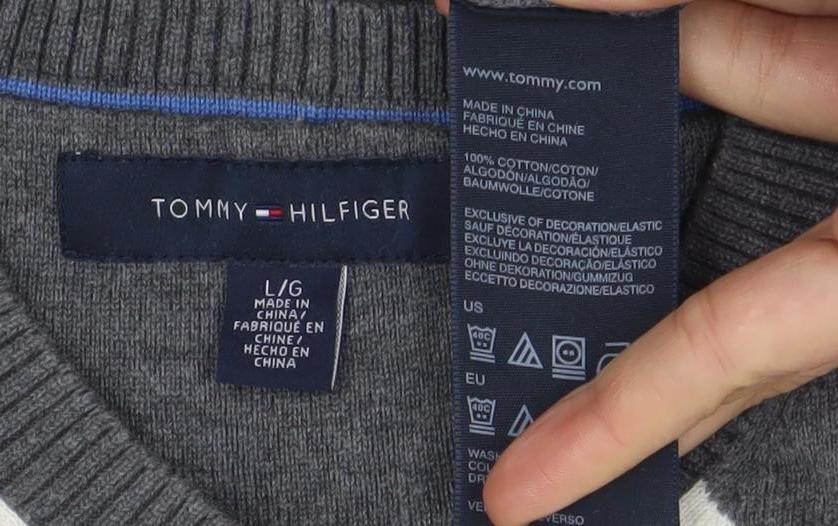 TOMMY HILFIGER
L/G
MADE IN
CHINA/
FABRIQUÉ EN
CHINE/
HECHO EN
CHINA
www.tommy.com
MADE IN CHINA
FABRIQUÉ EN CHINE
HECHO EN CHINA
100% COTTON/COTON/
ALGODÓN/ALGODÃO/
BAUMWOLLE/COTONE
EXCLUSIVE OF DECORATION/ELASTIC
SAUF DÉCORATION/ÉLASTIQUE
EXCLUYE LA DECORACIÓN/ELÁSTICO
EXCLUINDO DECORAÇÃO/ELÁSTICO
OHNE DEKORATION/GUMMIZUG
ECCETTO DECORAZIONE/ELASTICO
US
40C
EU
40C